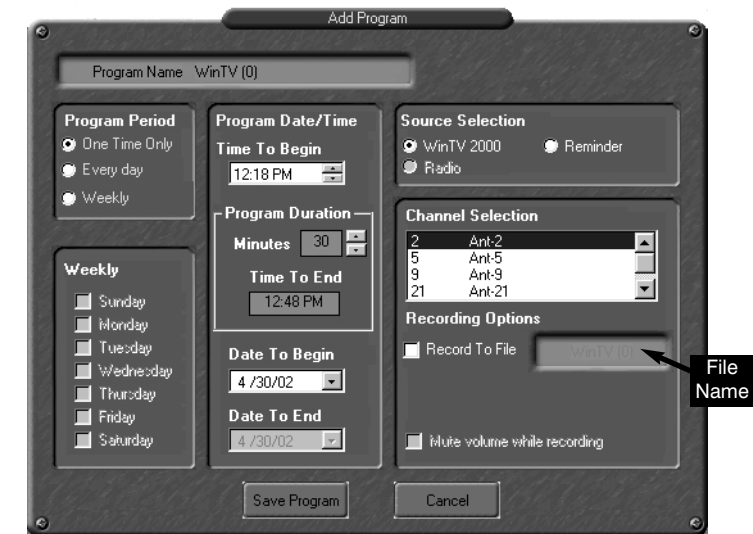 Add Program
Program Name WinTV (0)
Program Period
One Time Only
Every day
Weekly
Weekly
Sunday
Monday
Tuesday
Wednesday
Thursday
Friday
Saturday
Program Date/Time
Time To Begin
12:18 PM
Program Duration
Minutes 30
Time To End
12:48 PM
Date To Begin
4 /30/02
Date To End
4 /30/02
Source Selection
WinTV 2000 Reminder
Radio
Channel Selection
2 Ant-2
5 Ant-5
9 Ant-9
21 Ant-21
Recording Options
Record To File WinTV (0)
File
Name
Mute volume while recording
Save Program Cancel